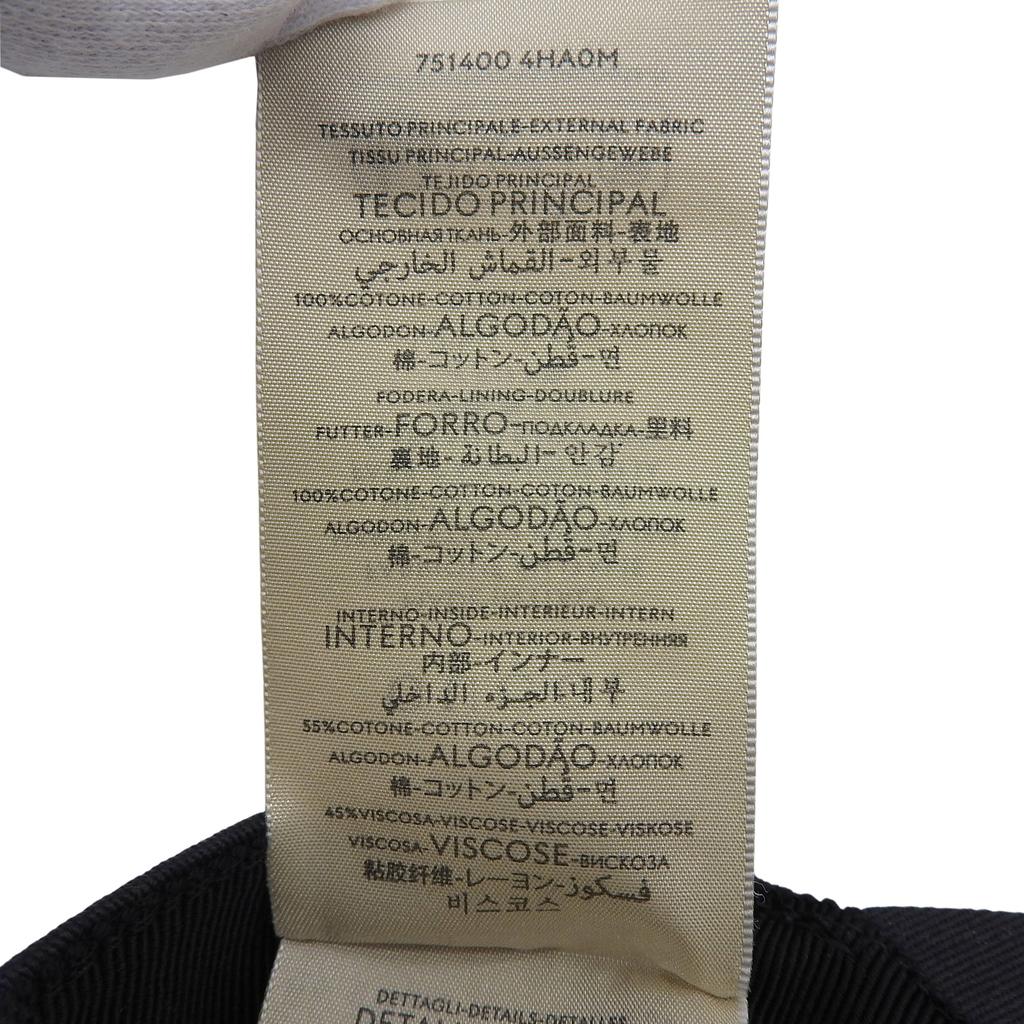 751400 4HA0M
TESSUTO PRINCIPALE-EXTERNAL FABRIC
TISSU PRINCIPAL-AUSSENGEWEBE
TEJIDO PRINCIPAL
TECIDO PRINCIPAL
ОСНОВНАЯ ТКАНЬ-外部面料-表地
القماش الخارجي-외부물
100%COTONE-COTTON-COTON-BAUMWOLLE
ALGODON-ALGODÃO-ХЛОПОК
棉-コットン-قطن-면
FODERA-LINING-DOUBLURE
FUTTER-FORRO-ПОДКЛАДКА-里料
裏地-البطانة-안감
100%COTONE-COTTON-COTON-BAUMWOLLE
ALGODON-ALGODÃO-ХЛОПОК
棉-コットン-قطن-면
INTERNO-INSIDE-INTERIEUR-INTERN
INTERNO-INTERIOR-ВНУТРЕННЯЯ
内部-インナー
الجزء الداخلي-내부
55%COTONE-COTTON-COTON-BAUMWOLLE
ALGODON-ALGODÃO-ХЛОПОК
棉-コットン-قطن-면
45%VISCOSA-VISCOSE-VISCOSE-VISKOSE
VISCOSA-VISCOSE-ВИСКОЗА
粘胶纤维-レーヨン-فسكوز
비스코스
DETTAGLI-DETAILS-DETALLES